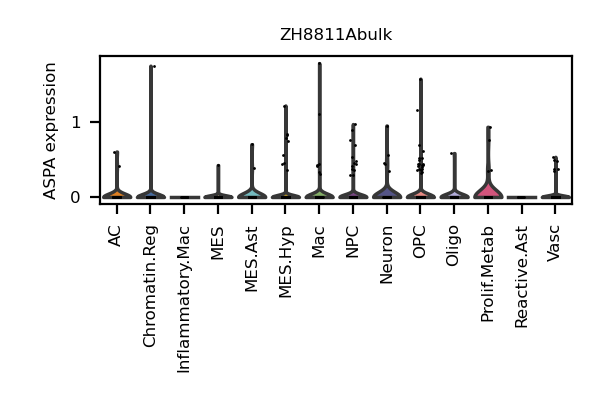 ZH8811Abulk
ASPA expression
1
0
AC
Chromatin.Reg
Inflammatory.Mac
MES
MES.Ast
MES.Hyp
Mac
NPC
Neuron
OPC
Oligo
Prolif.Metab
Reactive.Ast
Vasc